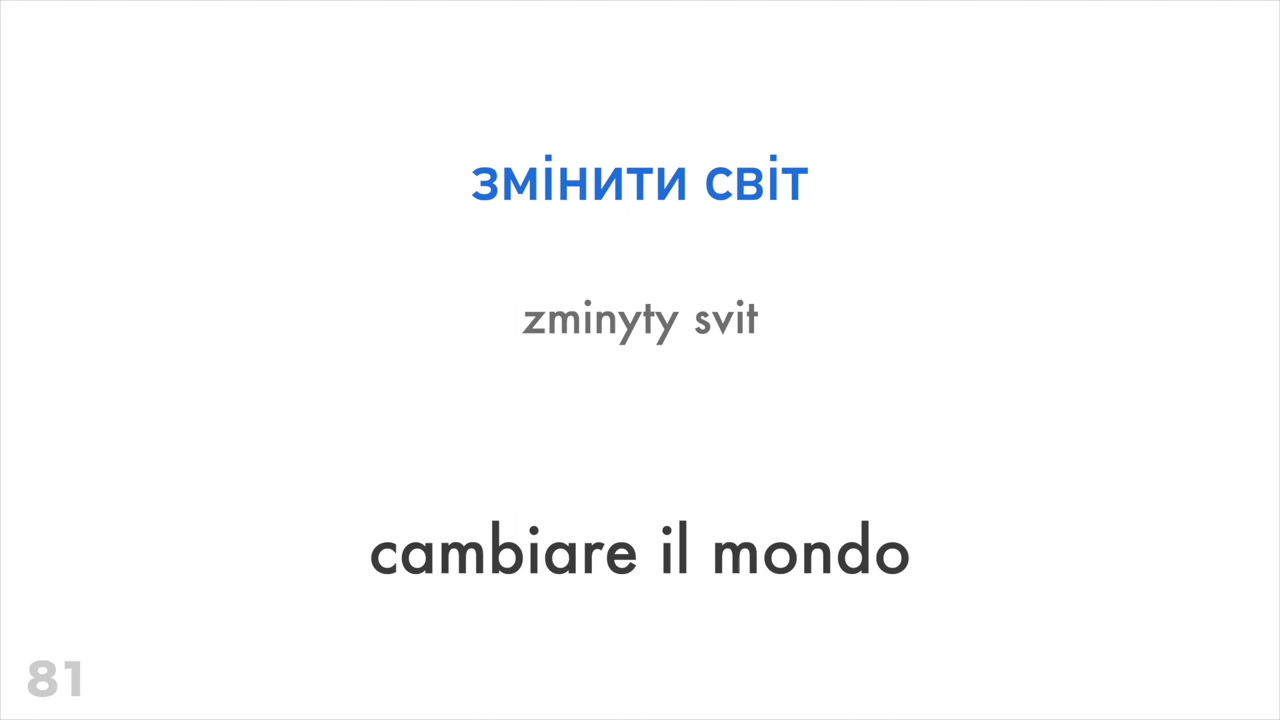 змінити світ
zminyty svit
cambiare il mondo
81